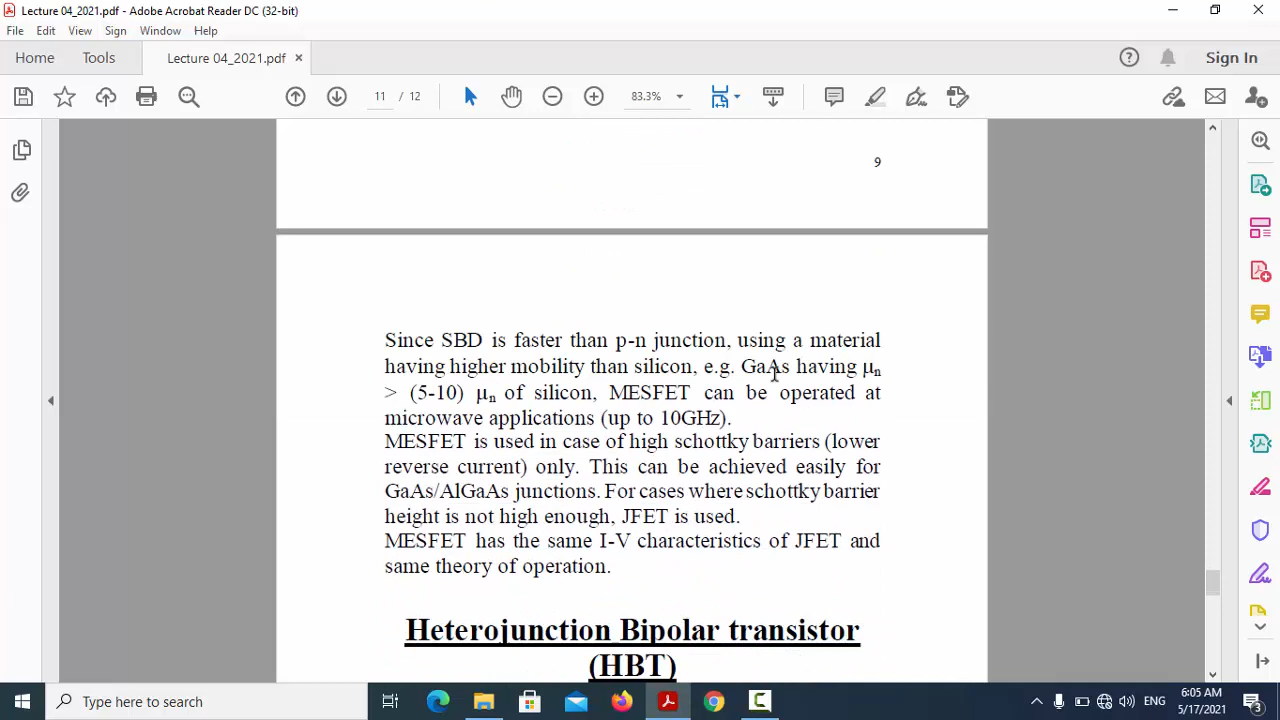 Lecture 04_2021.pdf - Adobe Acrobat Reader DC (32-bit)
File Edit View Sign Window Help
Home Tools Lecture 04_2021.pdf × Sign In
11 / 12 83.3%
9
Since SBD is faster than p-n junction, using a material
having higher mobility than silicon, e.g. GaAs having μn
> (5-10) μn of silicon, MESFET can be operated at
microwave applications (up to 10GHz).
MESFET is used in case of high schottky barriers (lower
reverse current) only. This can be achieved easily for
GaAs/AlGaAs junctions. For cases where schottky barrier
height is not high enough, JFET is used.
MESFET has the same I-V characteristics of JFET and
same theory of operation.
Heterojunction Bipolar transistor
(HBT)
Type here to search
ENG
6:05 AM
5/17/2021
3